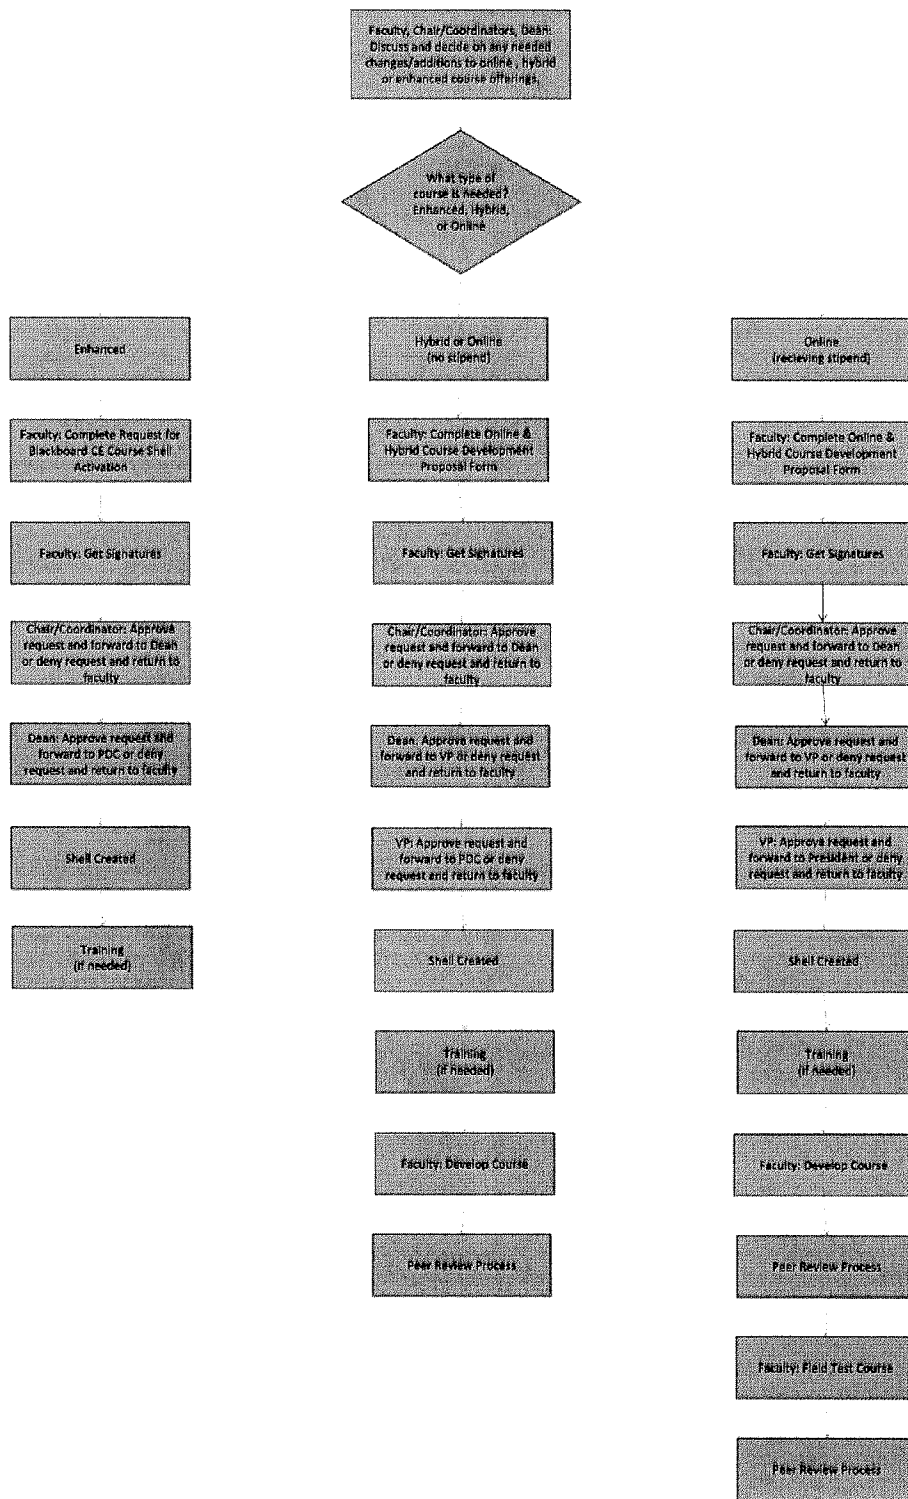 Faculty, Chair/Coordinators, Dean:
Discuss and decide on any needed
changes/additions to online , hybrid
or enhanced course offerings.
What type of
course is needed?
Enhanced, Hybrid,
or Online
Enhanced
Faculty: Complete Request for
Blackboard CE Course Shell
Activation
Faculty: Get Signatures
Chair/Coordinator: Approve
request and forward to Dean
or deny request and return to
faculty
Dean: Approve request and
forward to PDC or deny
request and return to faculty
Shell Created
Training
(if needed)
Hybrid or Online
(no stipend)
Faculty: Complete Online &
Hybrid Course Development
Proposal Form
Faculty: Get Signatures
Chair/Coordinator: Approve
request and forward to Dean
or deny request and return to
faculty
Dean: Approve request and
forward to VP or deny request
and return to faculty
VP: Approve request and
forward to PDC or deny
request and return to faculty
Shell Created
Training
(if needed)
Faculty: Develop Course
Peer Review Process
Online
(recieving stipend)
Faculty: Complete Online &
Hybrid Course Development
Proposal Form
Faculty: Get Signatures
Chair/Coordinator: Approve
request and forward to Dean
or deny request and return to
faculty
Dean: Approve request and
forward to VP or deny request
and return to faculty
VP: Approve request and
forward to President or deny
request and return to faculty
Shell Created
Training
(if needed)
Faculty: Develop Course
Peer Review Process
Faculty: Field Test Course
Peer Review Process